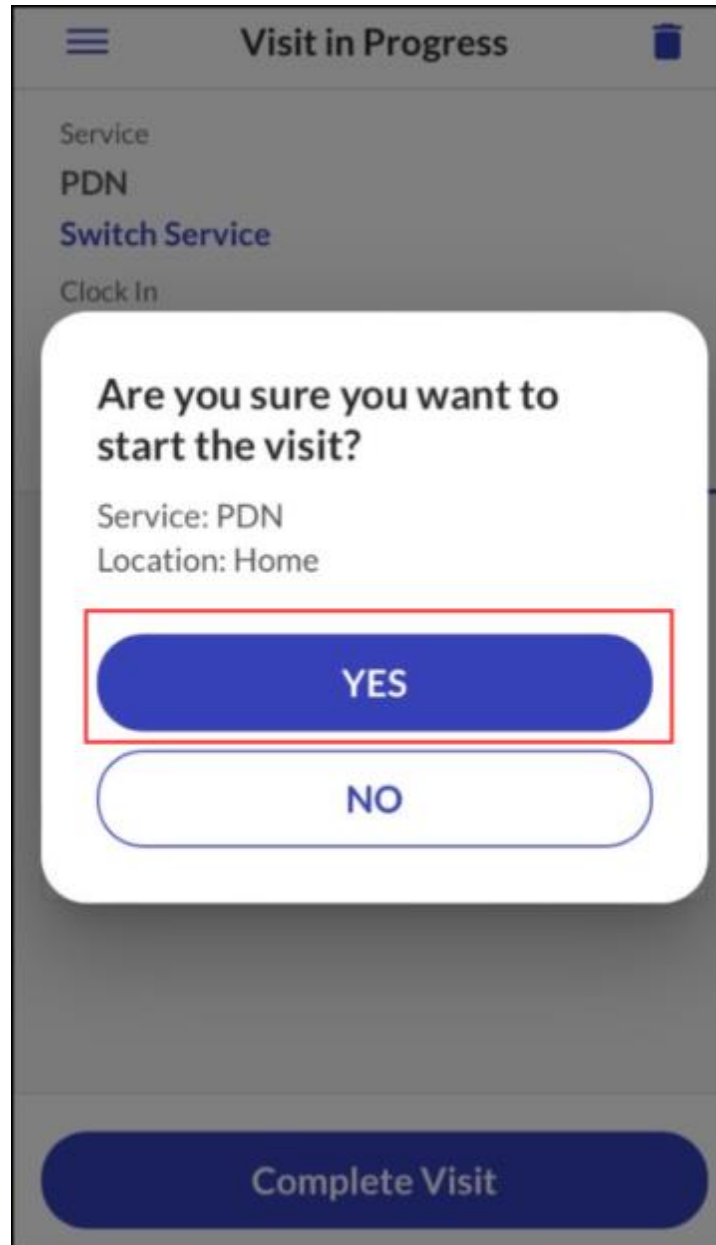 Visit in Progress
Service
PDN
Switch Service
Clock In
Are you sure you want to
start the visit?
Service: PDN
Location: Home
YES
NO
Complete Visit